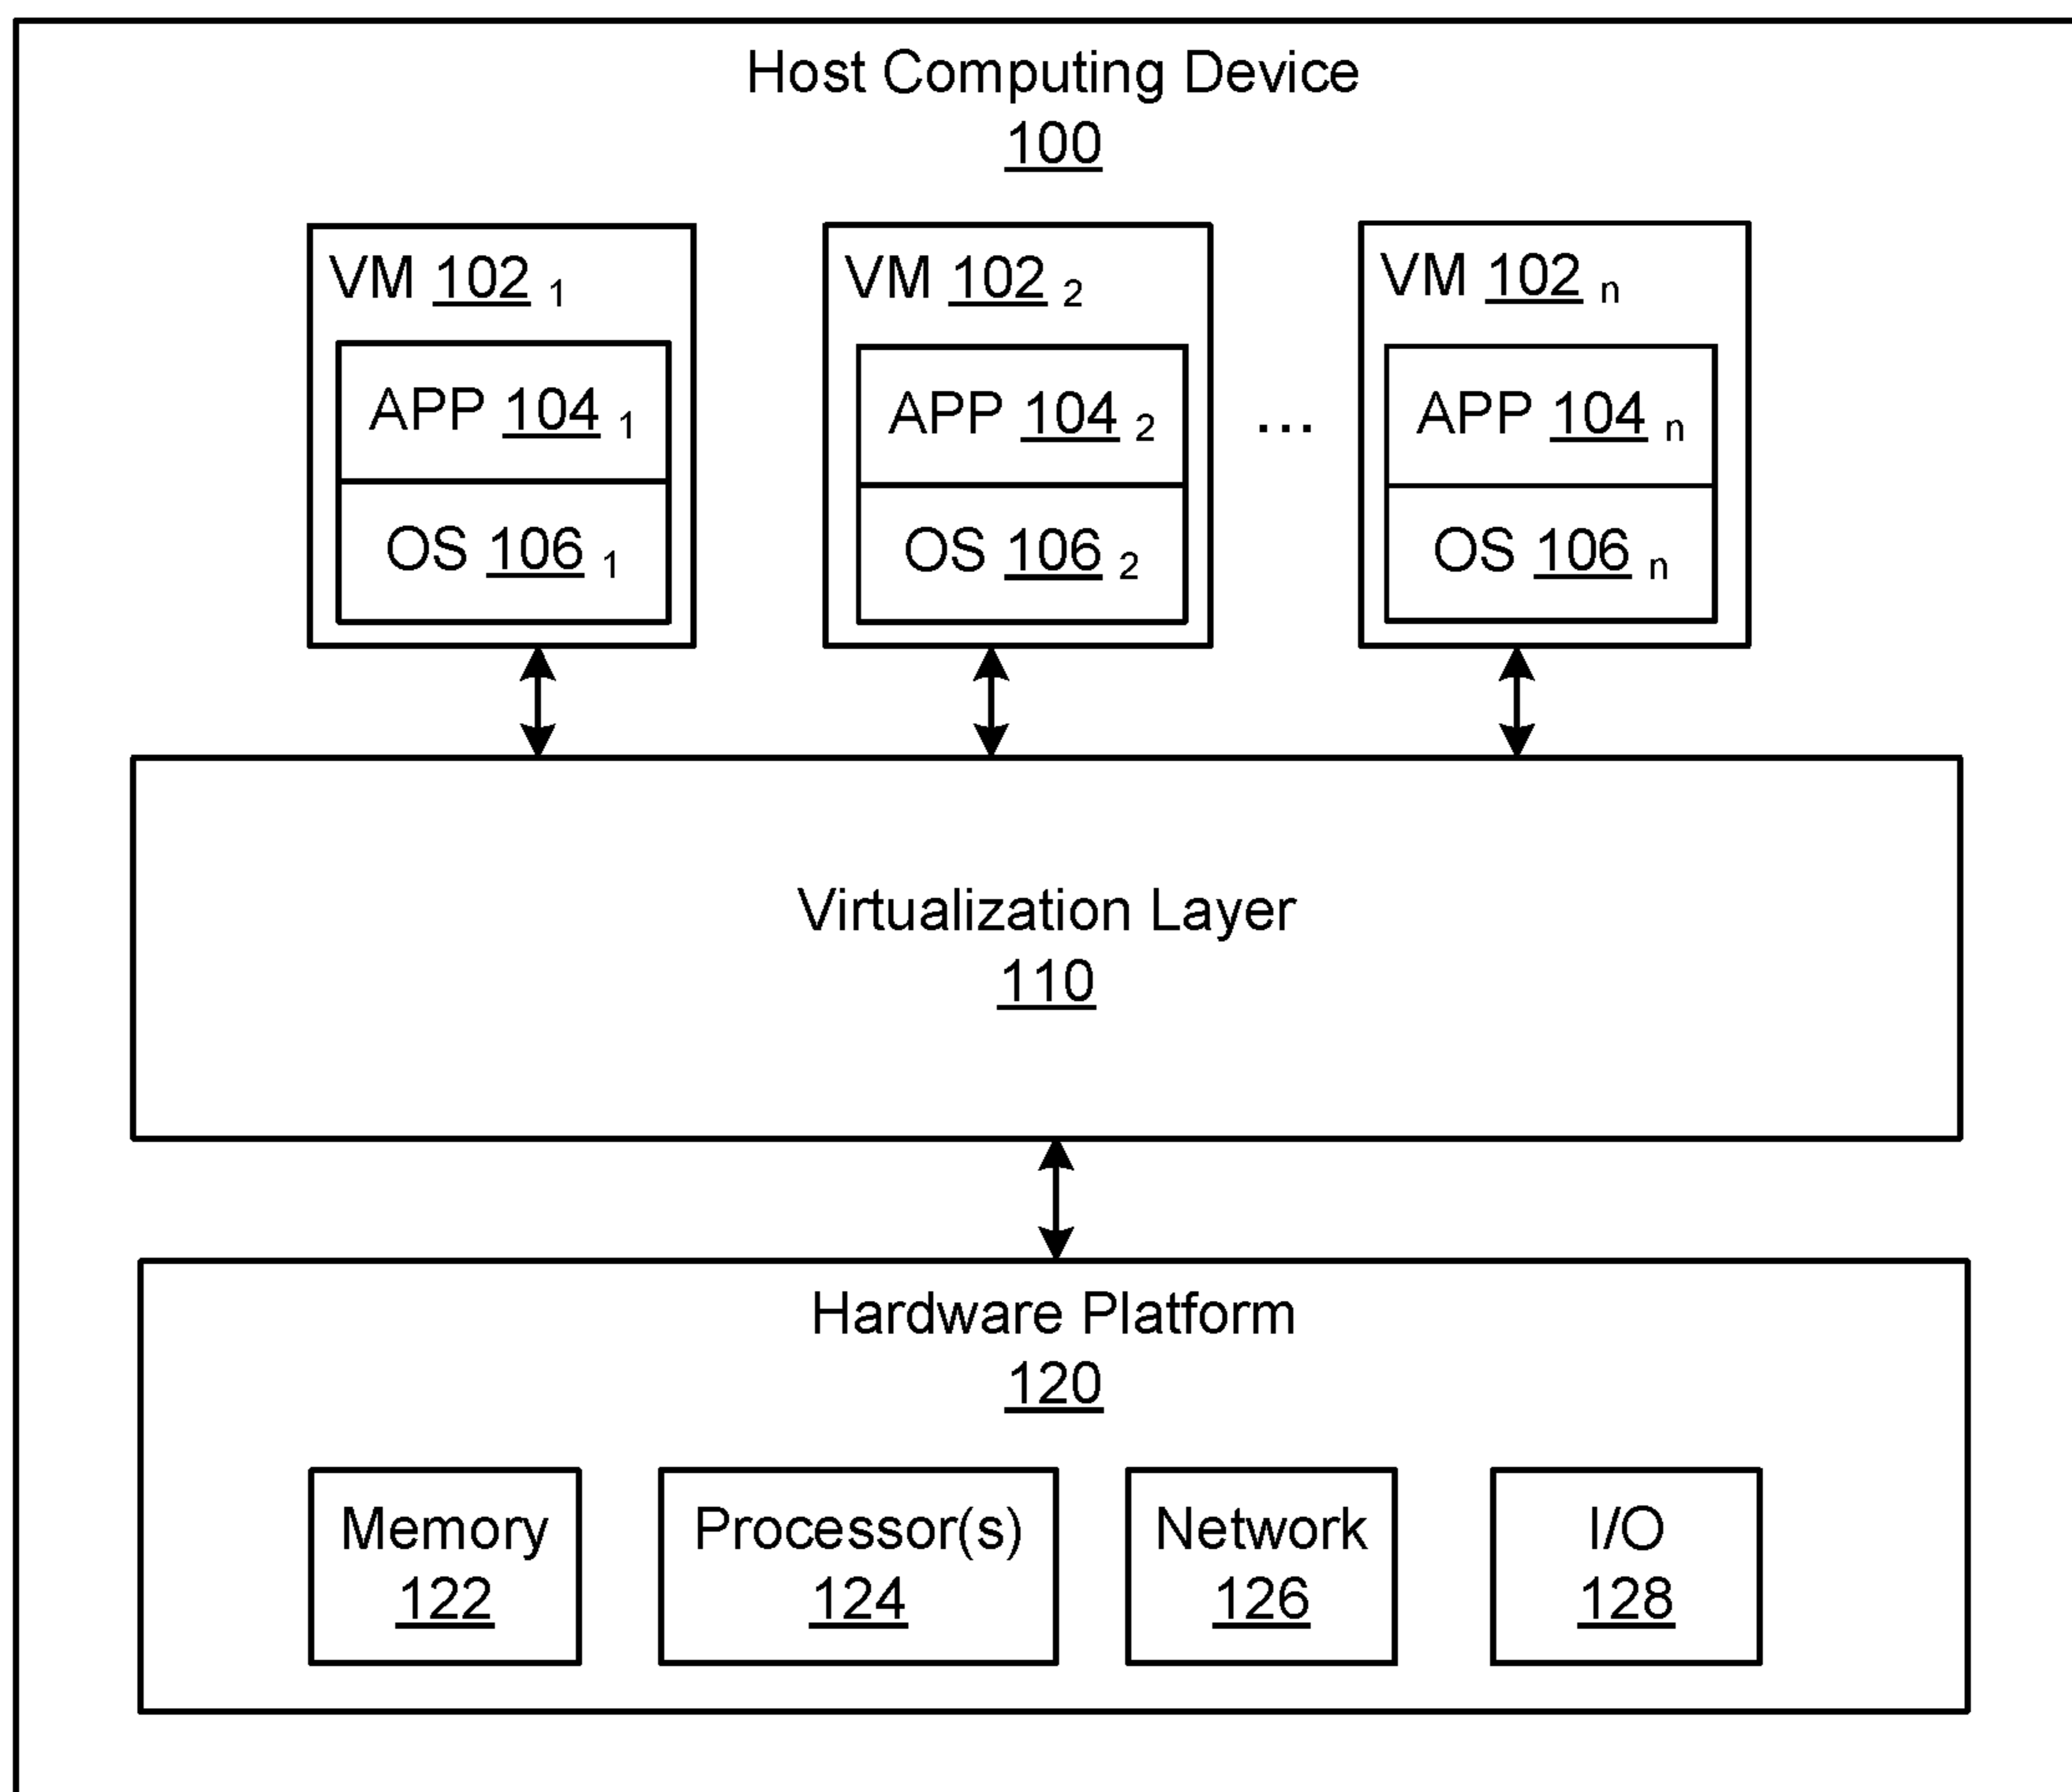 Host Computing Device
100
VM 102 1
APP 104 1
OS 106 1
VM 102 2
APP 104 2
OS 106 2
...
VM 102 n
APP 104 n
OS 106 n
Virtualization Layer
110
Hardware Platform
120
Memory
122
Processor(s)
124
Network
126
I/O
128